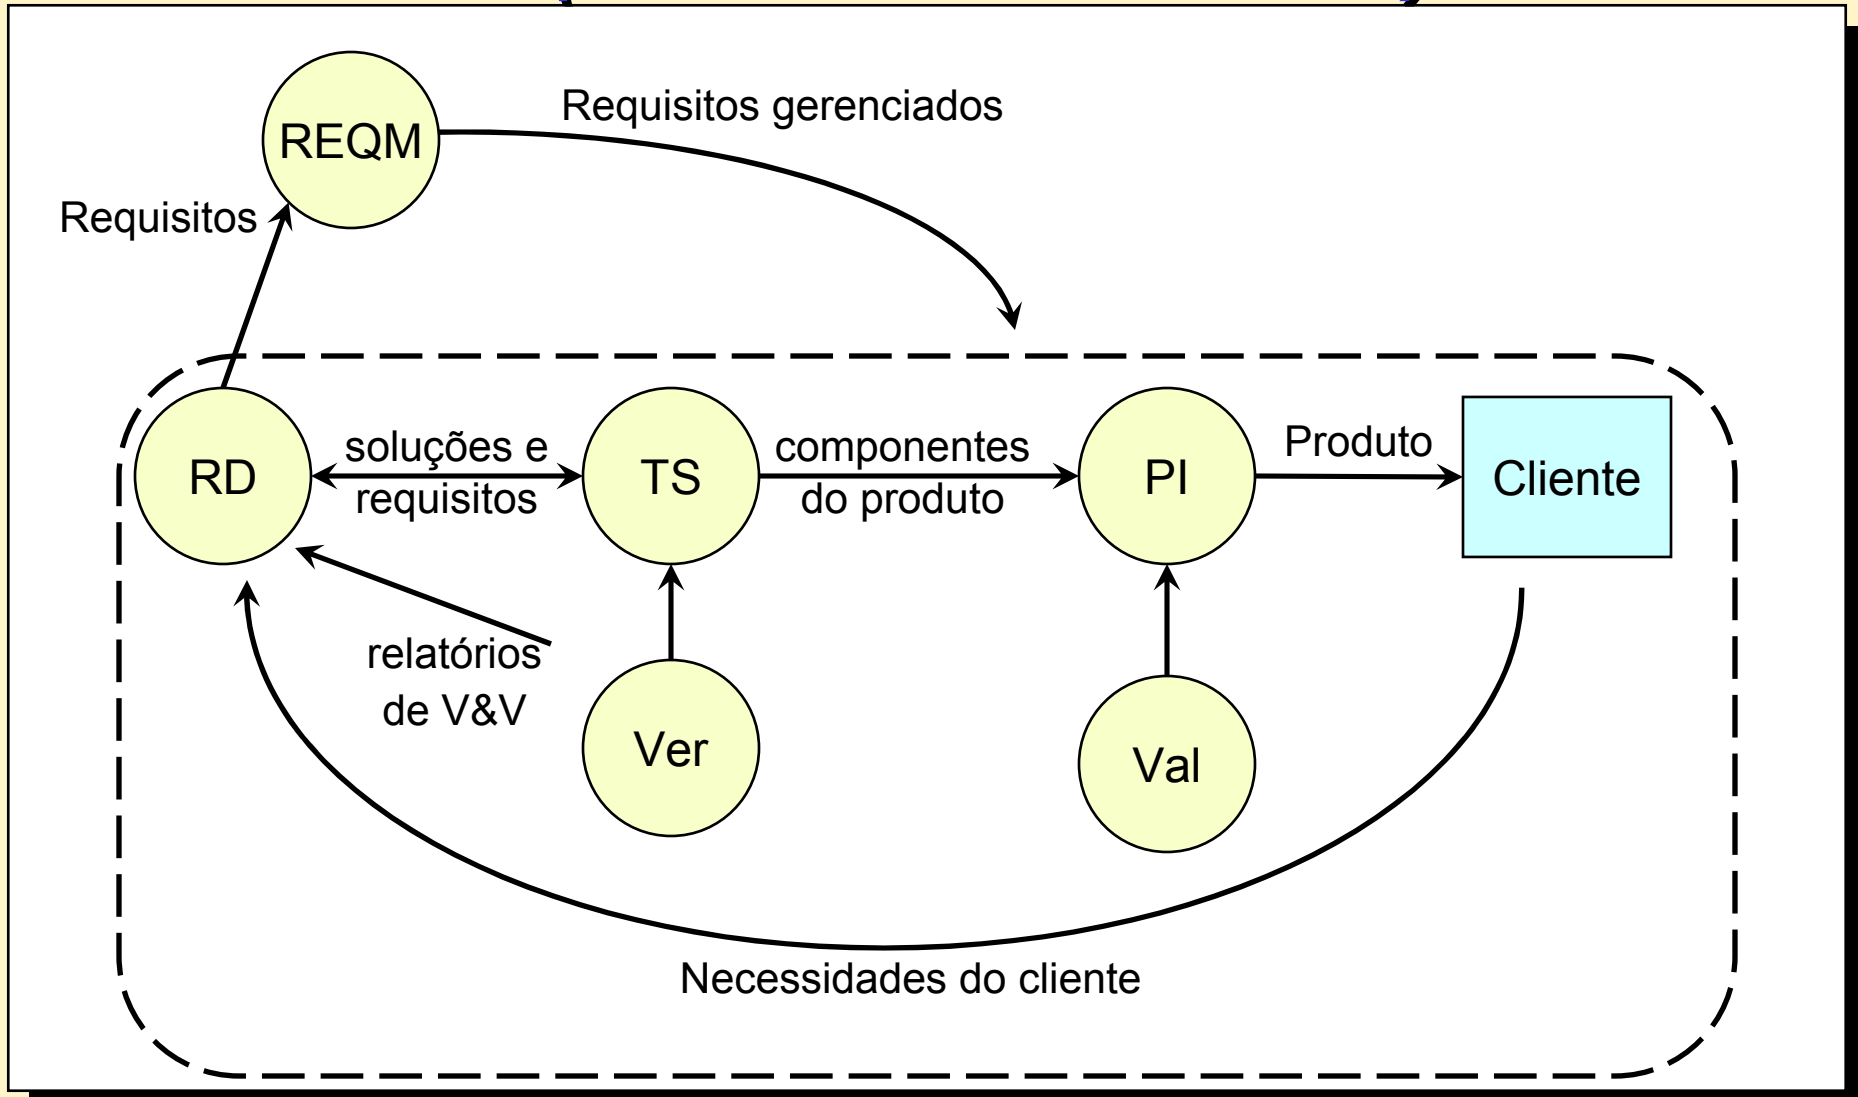 Requisitos gerenciados
REQM
Requisitos
soluções e
requisitos
componentes
do produto
Produto
RD
TS
PI
Cliente
relatórios
de V&V
Ver
Val
Necessidades do cliente